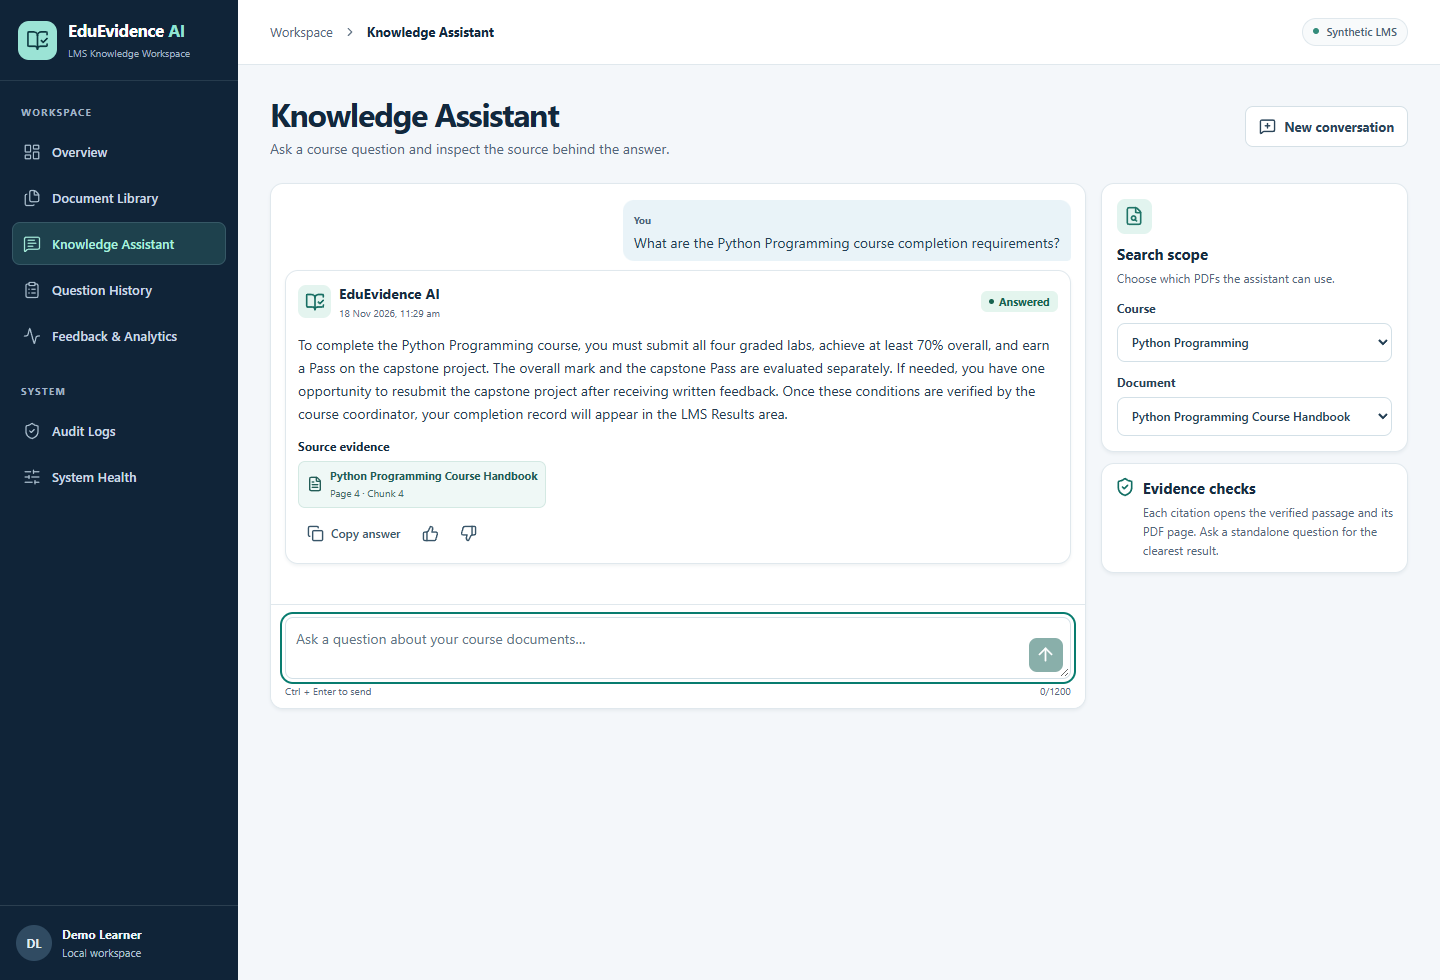 EduEvidence AI
LMS Knowledge Workspace
WORKSPACE
Overview
Document Library
Knowledge Assistant
Question History
Feedback & Analytics
SYSTEM
Audit Logs
System Health
DL
Demo Learner
Local workspace
Workspace > Knowledge Assistant
Synthetic LMS
Knowledge Assistant
Ask a course question and inspect the source behind the answer.
New conversation
You
What are the Python Programming course completion requirements?
EduEvidence AI
18 Nov 2026, 11:29 am
Answered
To complete the Python Programming course, you must submit all four graded labs, achieve at least 70% overall, and earn
a Pass on the capstone project. The overall mark and the capstone Pass are evaluated separately. If needed, you have one
opportunity to resubmit the capstone project after receiving written feedback. Once these conditions are verified by the
course coordinator, your completion record will appear in the LMS Results area.
Source evidence
Python Programming Course Handbook
Page 4 · Chunk 4
Copy answer
Ask a question about your course documents...
Ctrl + Enter to send
0/1200
Search scope
Choose which PDFs the assistant can use.
Course
Python Programming
Document
Python Programming Course Handbook
Evidence checks
Each citation opens the verified passage and its
PDF page. Ask a standalone question for the
clearest result.